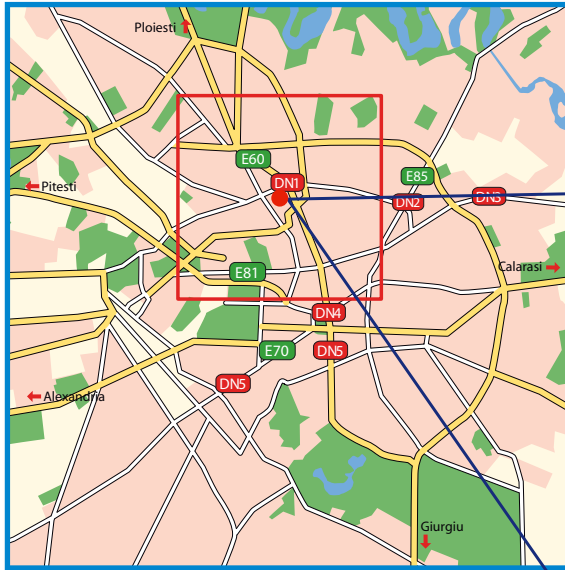 Ploiesti
E60
DN1
E85
Pitesti
DN2
DN3
Calarasi
E81
DN4
E70
DN5
DN5
Alexandria
Giurgiu